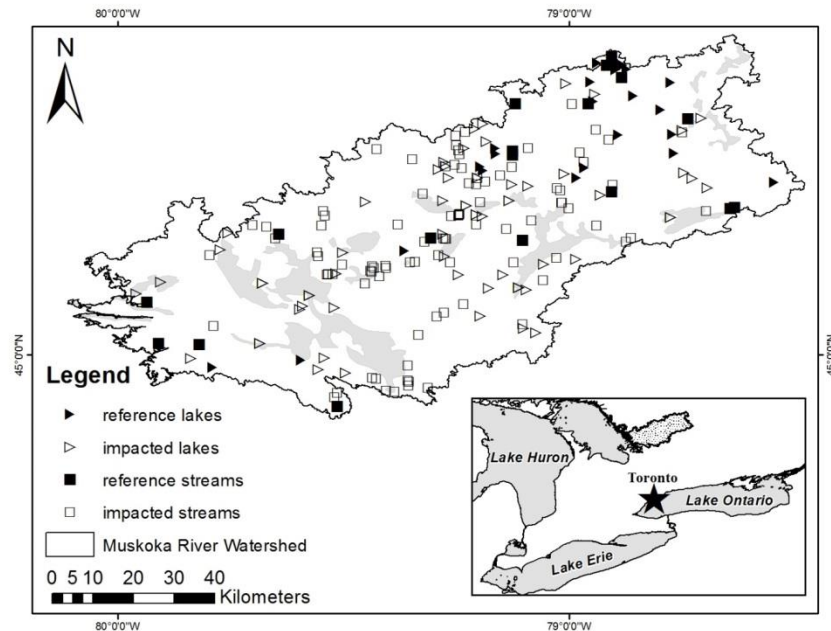 80°0'0"W 79°0'0"W
N
45°0'0"N 45°0'0"N
Legend
reference lakes
impacted lakes
reference streams
impacted streams
Muskoka River Watershed
0 5 10 20 30 40
Kilometers
Lake Huron
Toronto
Lake Ontario
Lake Erie
80°0'0"W 79°0'0"W